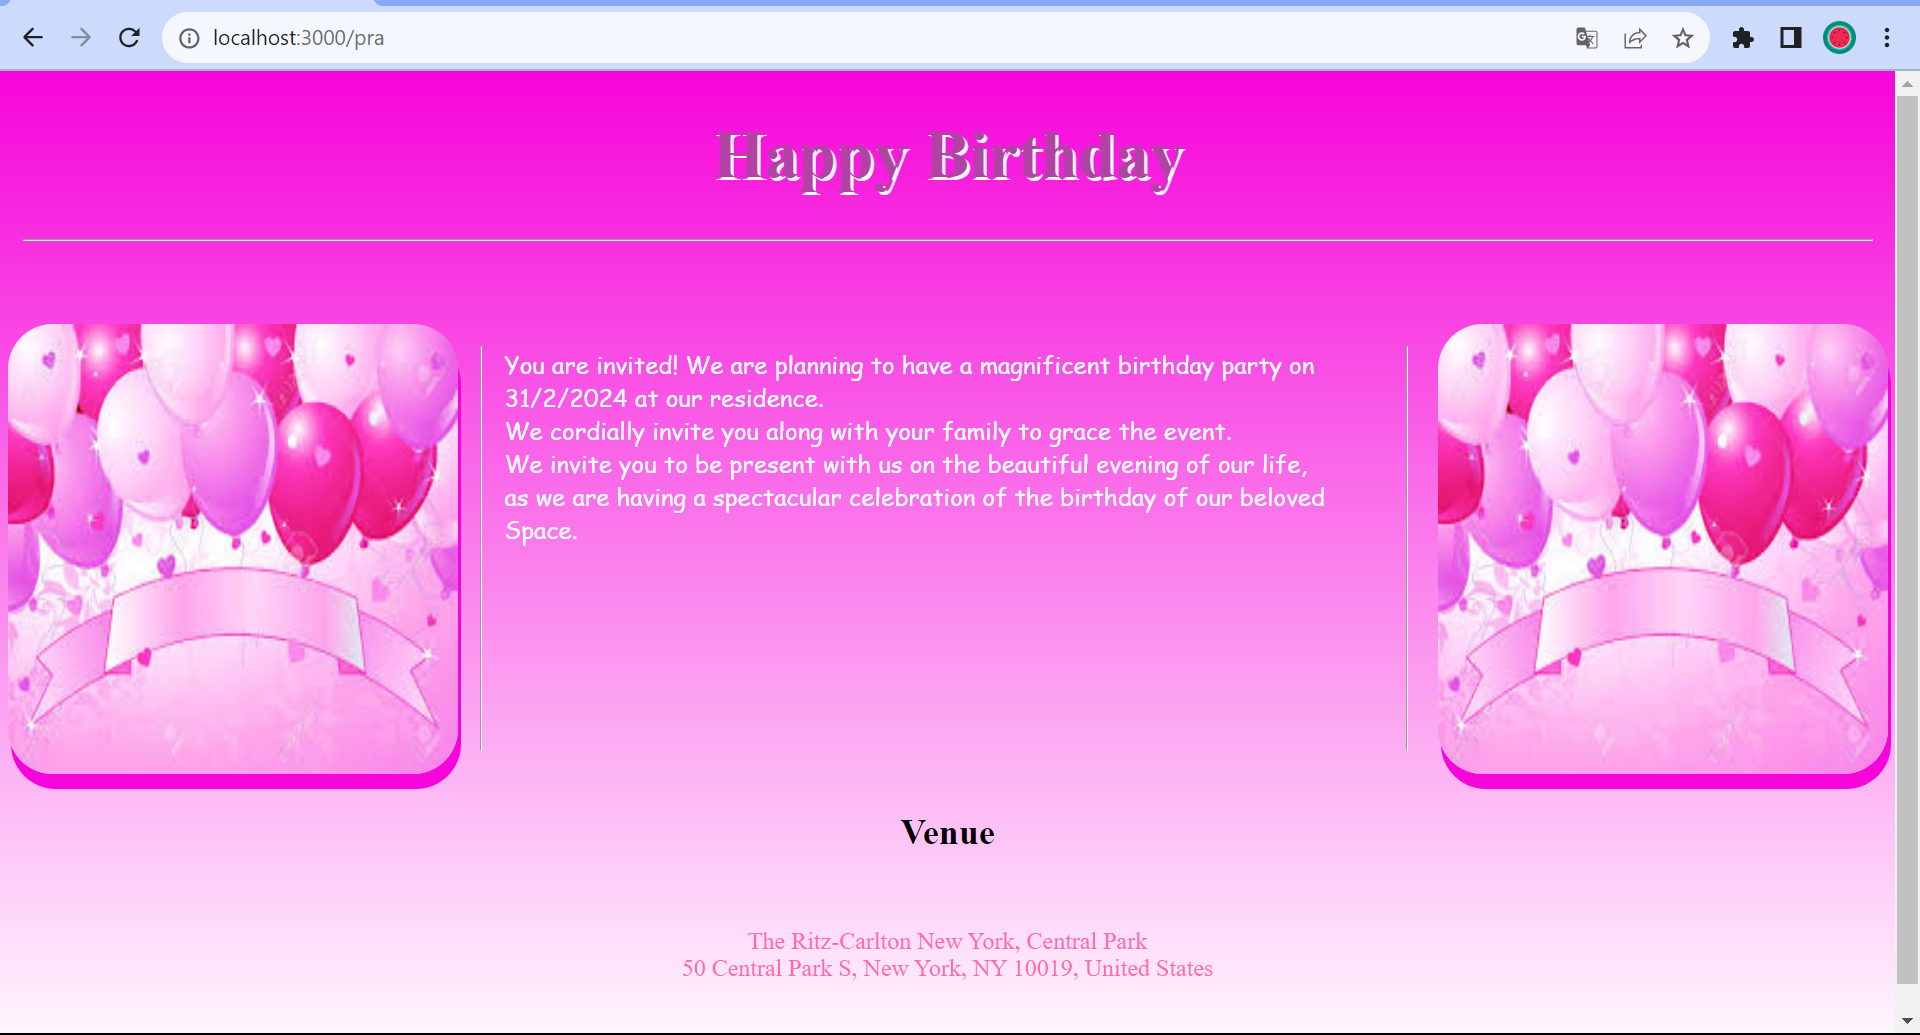 localhost:3000/pra
Happy Birthday
You are invited! We are planning to have a magnificent birthday party on
31/2/2024 at our residence.
We cordially invite you along with your family to grace the event.
We invite you to be present with us on the beautiful evening of our life,
as we are having a spectacular celebration of the birthday of our beloved
Space.
Venue
The Ritz-Carlton New York, Central Park
50 Central Park S, New York, NY 10019, United States